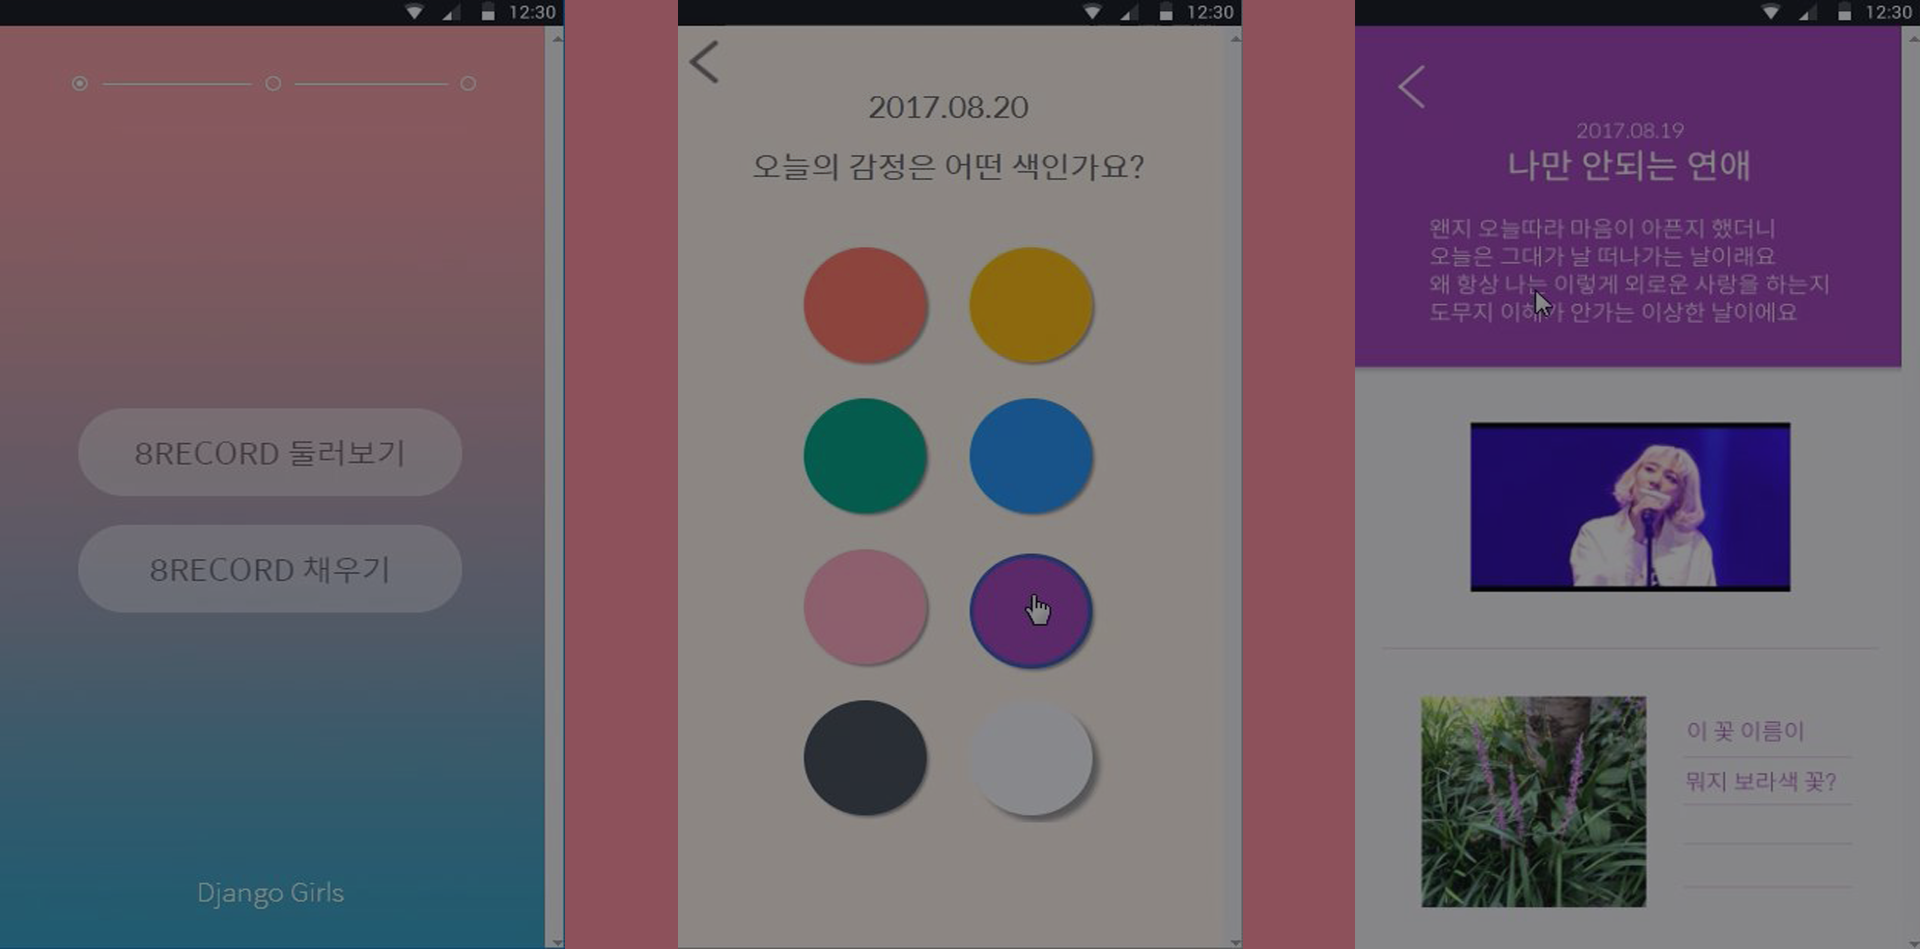 12:30
8RECORD 둘러보기
8RECORD 채우기
Django Girls
12:30
2017.08.20
오늘의 감정은 어떤 색인가요?
12:30
2017.08.19
나만 안되는 연애
왠지 오늘따라 마음이 아픈지 했더니
오늘은 그대가 날 떠나가는 날이래요
왜 항상 나는 이렇게 외로운 사랑을 하는지
도무지 이해가 안가는 이상한 날이에요
이 꽃 이름이
뭐지 보라색 꽃?